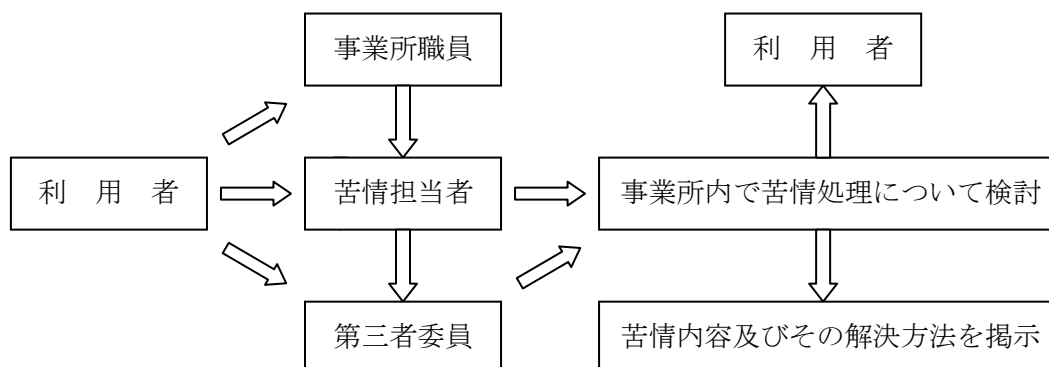 事業所職員
利　用　者
利　用　者
苦情担当者
事業所内で苦情処理について検討
第三者委員
苦情内容及びその解決方法を掲示